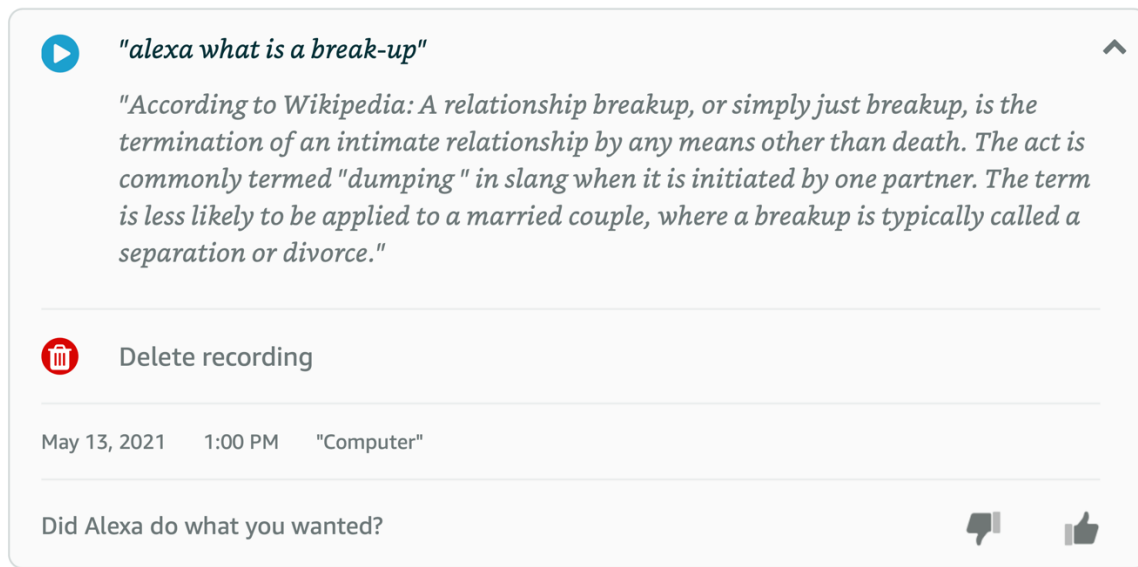 "alexa what is a break-up"
"According to Wikipedia: A relationship breakup, or simply just breakup, is the
termination of an intimate relationship by any means other than death. The act is
commonly termed "dumping" in slang when it is initiated by one partner. The term
is less likely to be applied to a married couple, where a breakup is typically called a
separation or divorce."
Delete recording
May 13, 2021 1:00 PM "Computer"
Did Alexa do what you wanted?